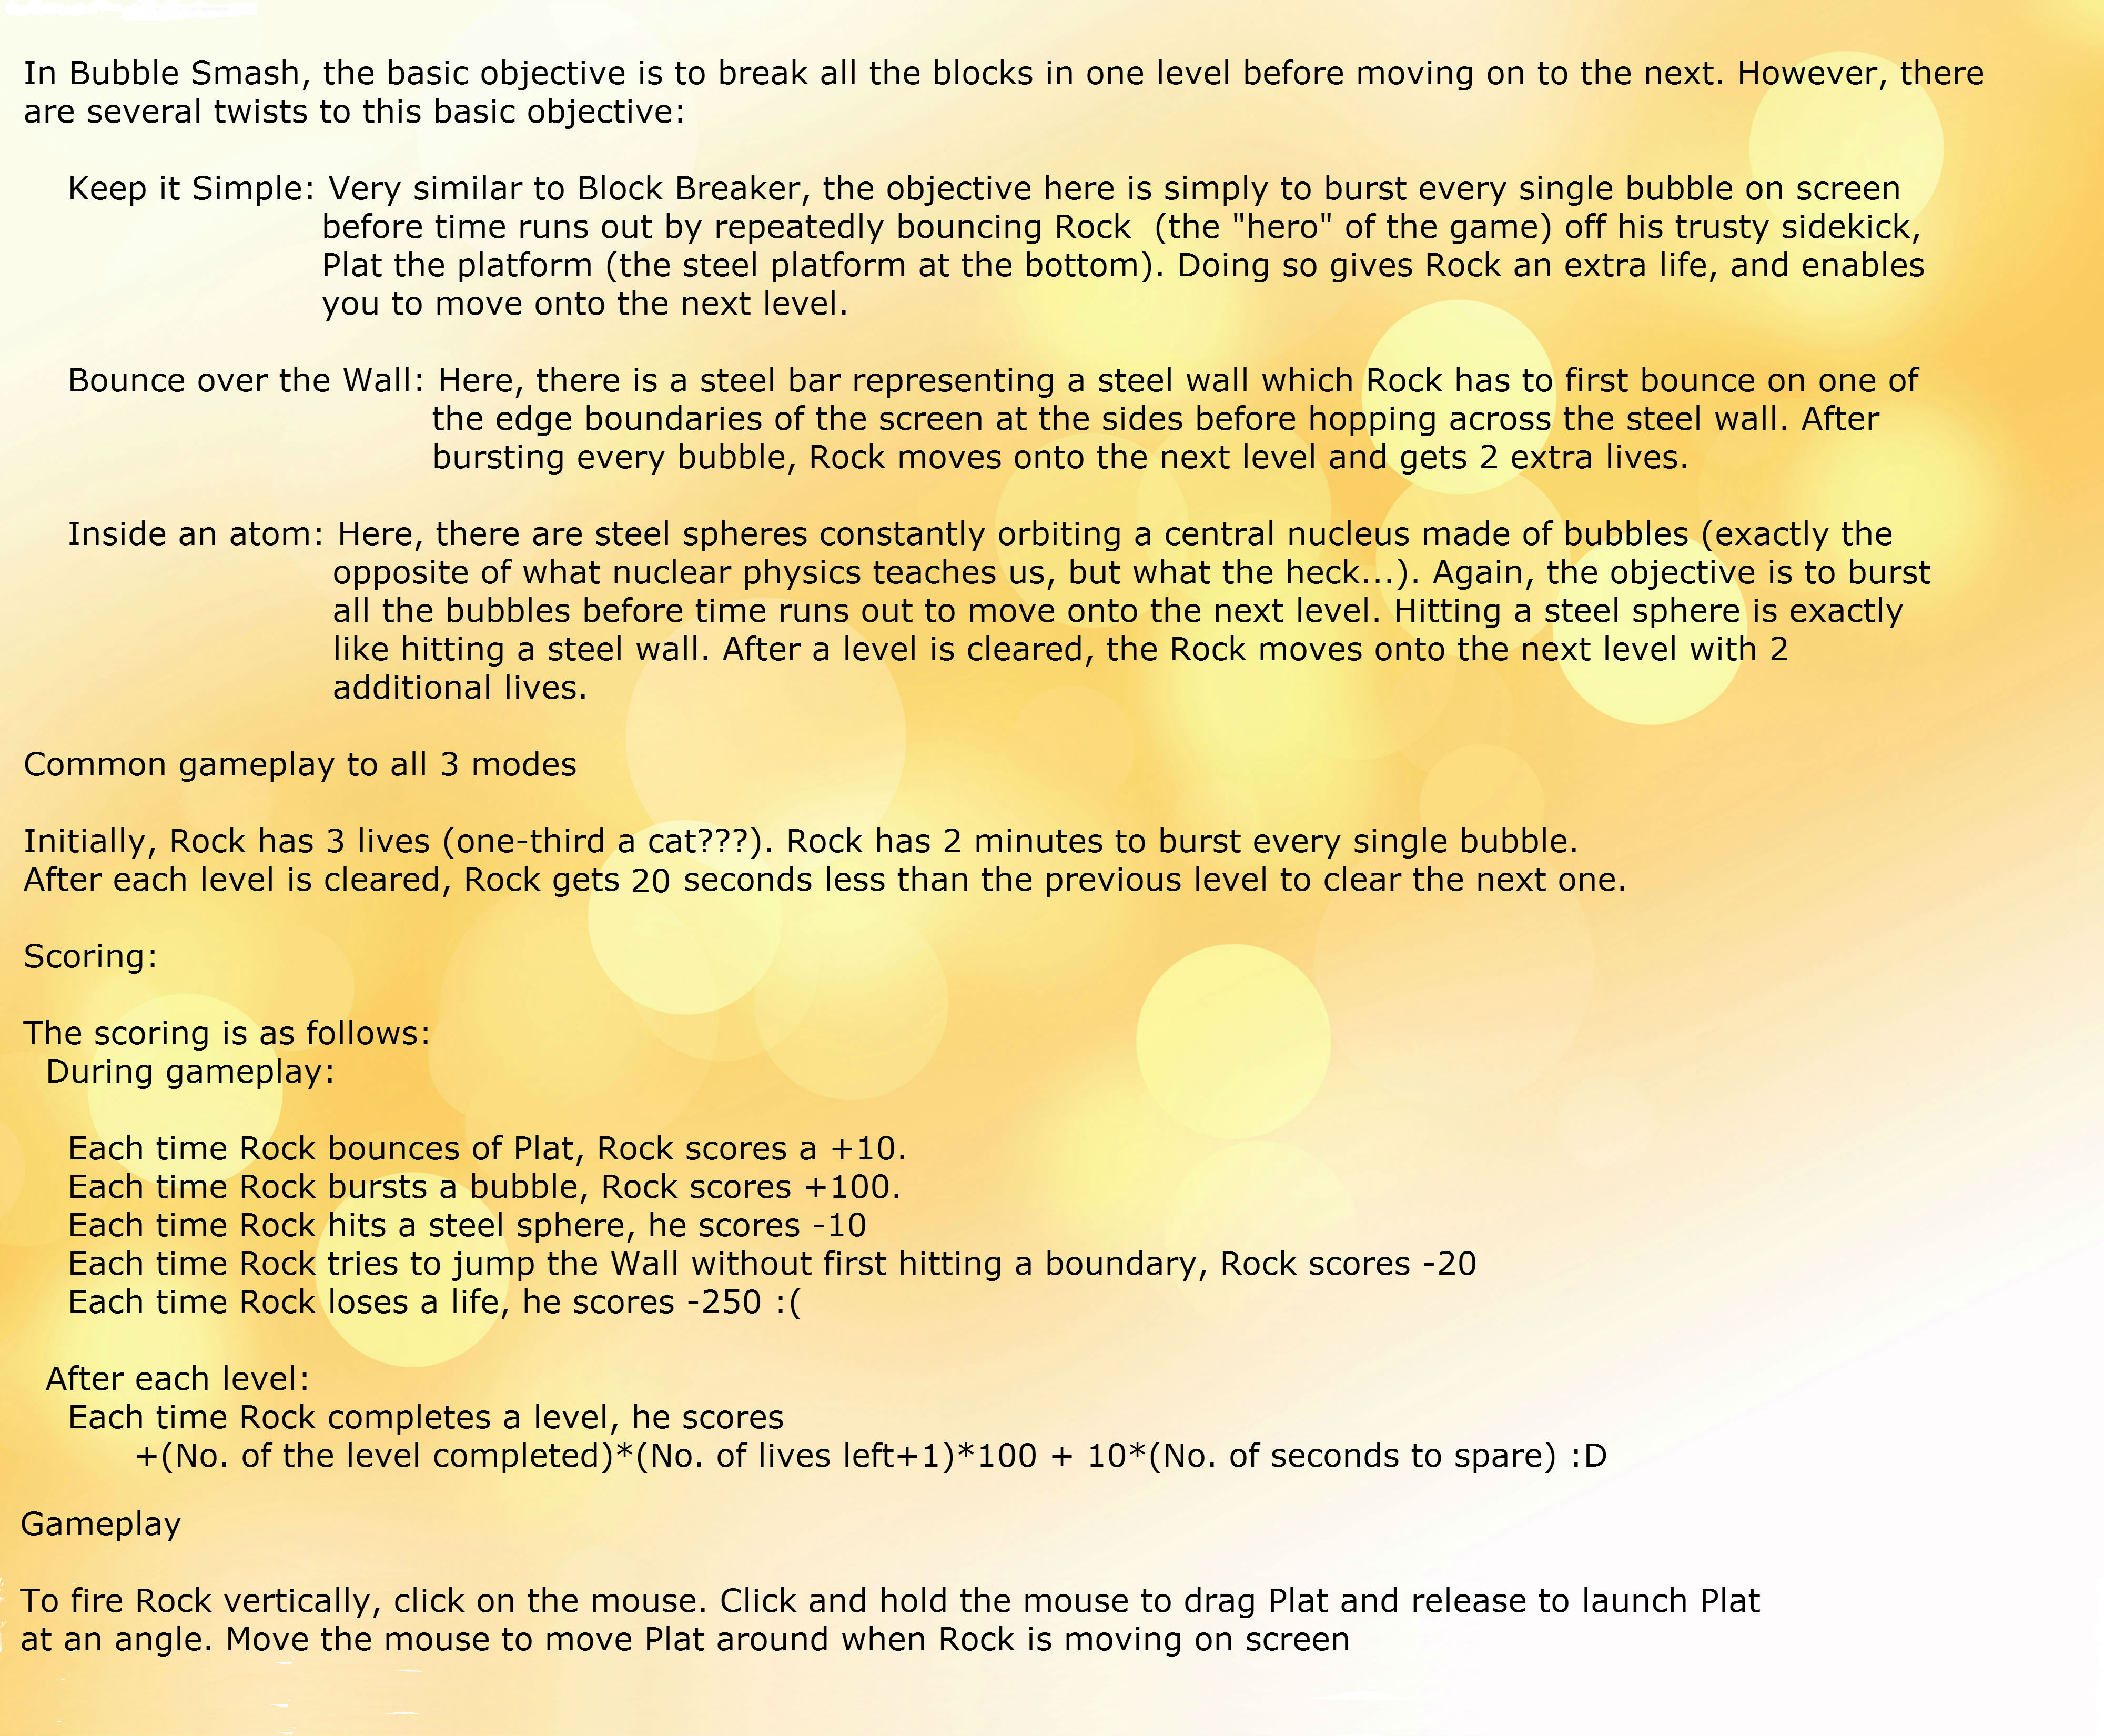 In Bubble Smash, the basic objective is to break all the blocks in one level before moving on to the next. However, there
are several twists to this basic objective:
Keep it Simple: Very similar to Block Breaker, the objective here is simply to burst every single bubble on screen
before time runs out by repeatedly bouncing Rock (the "hero" of the game) off his trusty sidekick,
Plat the platform (the steel platform at the bottom). Doing so gives Rock an extra life, and enables
you to move onto the next level.
Bounce over the Wall: Here, there is a steel bar representing a steel wall which Rock has to first bounce on one of
the edge boundaries of the screen at the sides before hopping across the steel wall. After
bursting every bubble, Rock moves onto the next level and gets 2 extra lives.
Inside an atom: Here, there are steel spheres constantly orbiting a central nucleus made of bubbles (exactly the
opposite of what nuclear physics teaches us, but what the heck...). Again, the objective is to burst
all the bubbles before time runs out to move onto the next level. Hitting a steel sphere is exactly
like hitting a steel wall. After a level is cleared, the Rock moves onto the next level with 2
additional lives.
Common gameplay to all 3 modes
Initially, Rock has 3 lives (one-third a cat???). Rock has 2 minutes to burst every single bubble.
After each level is cleared, Rock gets 20 seconds less than the previous level to clear the next one.
Scoring:
The scoring is as follows:
During gameplay:
Each time Rock bounces of Plat, Rock scores a +10.
Each time Rock bursts a bubble, Rock scores +100.
Each time Rock hits a steel sphere, he scores -10
Each time Rock tries to jump the Wall without first hitting a boundary, Rock scores -20
Each time Rock loses a life, he scores -250 :(
After each level:
Each time Rock completes a level, he scores
+(No. of the level completed)*(No. of lives left+1)*100 + 10*(No. of seconds to spare) :D
Gameplay
To fire Rock vertically, click on the mouse. Click and hold the mouse to drag Plat and release to launch Plat
at an angle. Move the mouse to move Plat around when Rock is moving on screen